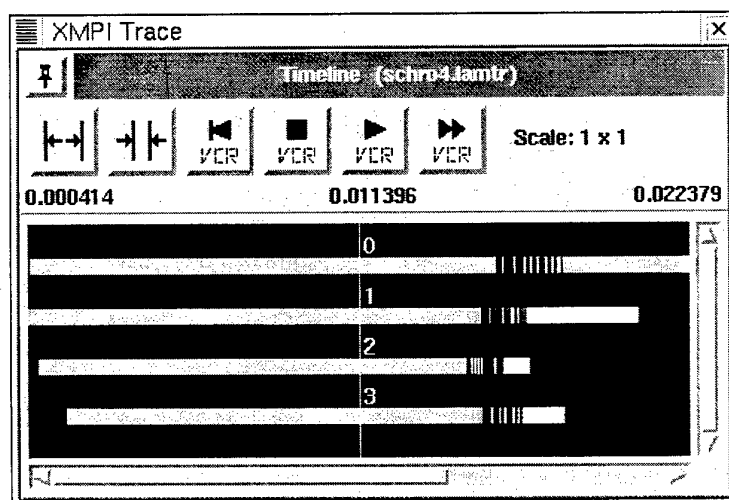 XMPI Trace
Timeline (schro4.lamtr)
VCR VCR VCR VCR Scale: 1 x 1
0.000414 0.011396 0.022379
0
1
2
3